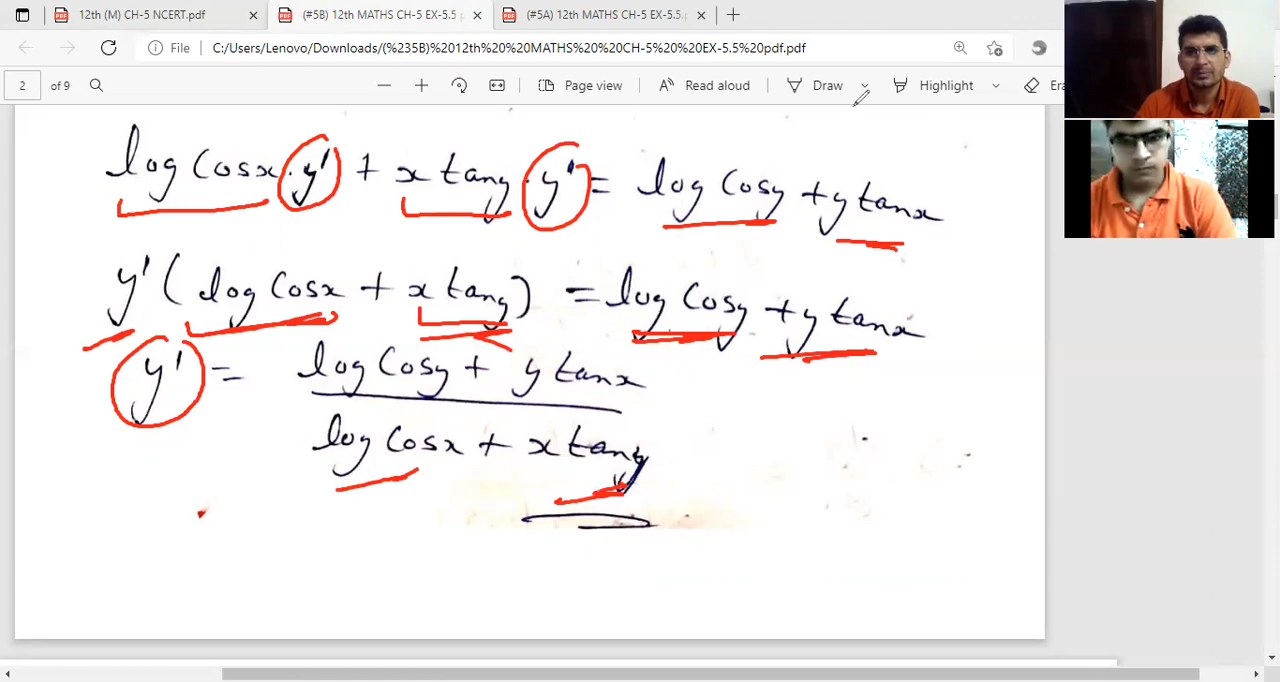 12th (M) CH-5 NCERT.pdf
(#5B) 12th MATHS CH-5 EX-5.5 p
(#5A) 12th MATHS CH-5 EX-5.5.p
File C:/Users/Lenovo/Downloads/(%235B)%2012th%20%20MATHS%20%20CH-5%20%20EX-5.5%20pdf.pdf
2 of 9 Page view Read aloud Draw Highlight Era
log Cosx · y' + x tany · y' = log Cosy + y tanx
y' ( log Cosx + x tany ) = log Cosy + y tanx
y' = log Cosy + y tanx
log Cosx + x tany